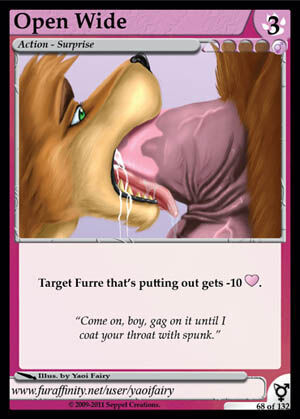 Open Wide
3
Action - Surprise
Target Furre that's putting out gets -10 .
"Come on, boy, gag on it until I
coat your throat with spunk."
Illus. by Yaoi Fairy
www.furaffinity.net/user/yaoifairy
© 2009-2011 Seppet Creations.
68 of 132